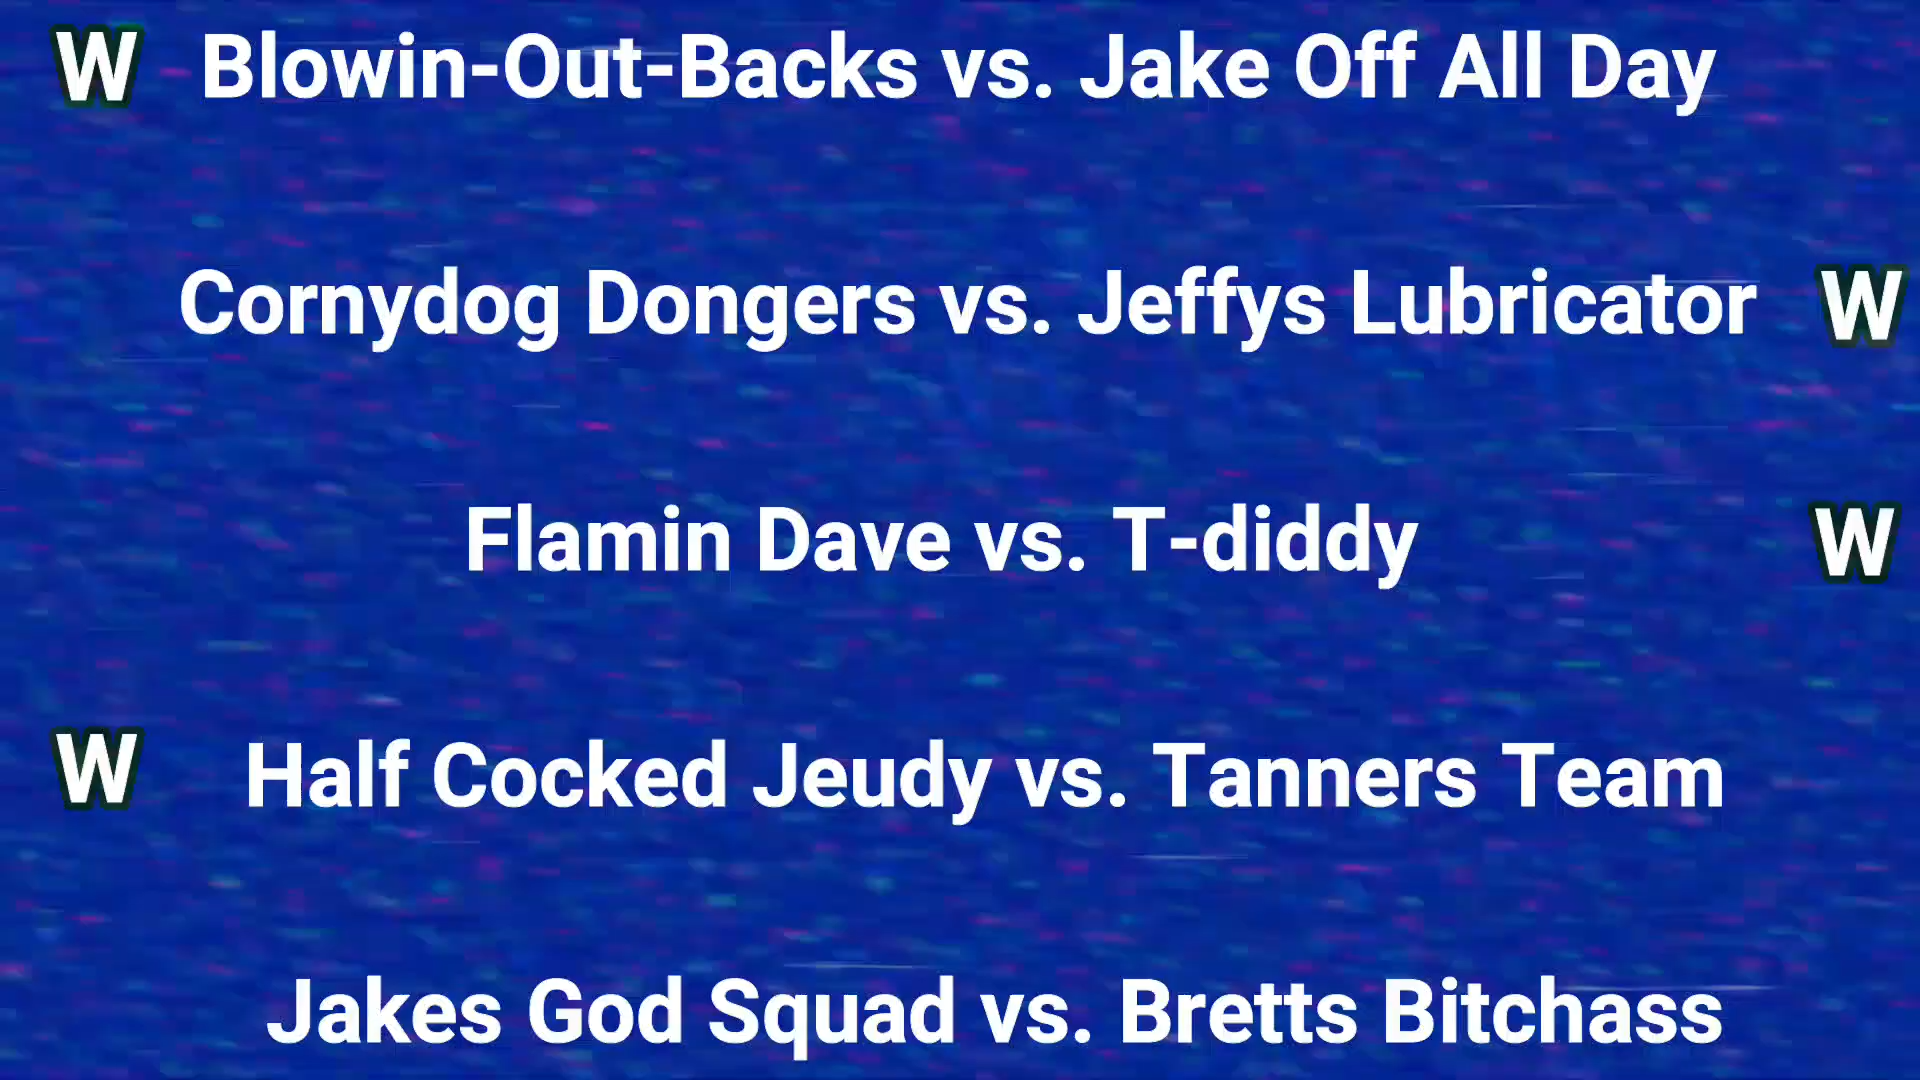 W Blowin-Out-Backs vs. Jake Off All Day
Cornydog Dongers vs. Jeffys Lubricator W
Flamin Dave vs. T-diddy W
W Half Cocked Jeudy vs. Tanners Team
Jakes God Squad vs. Bretts Bitchass